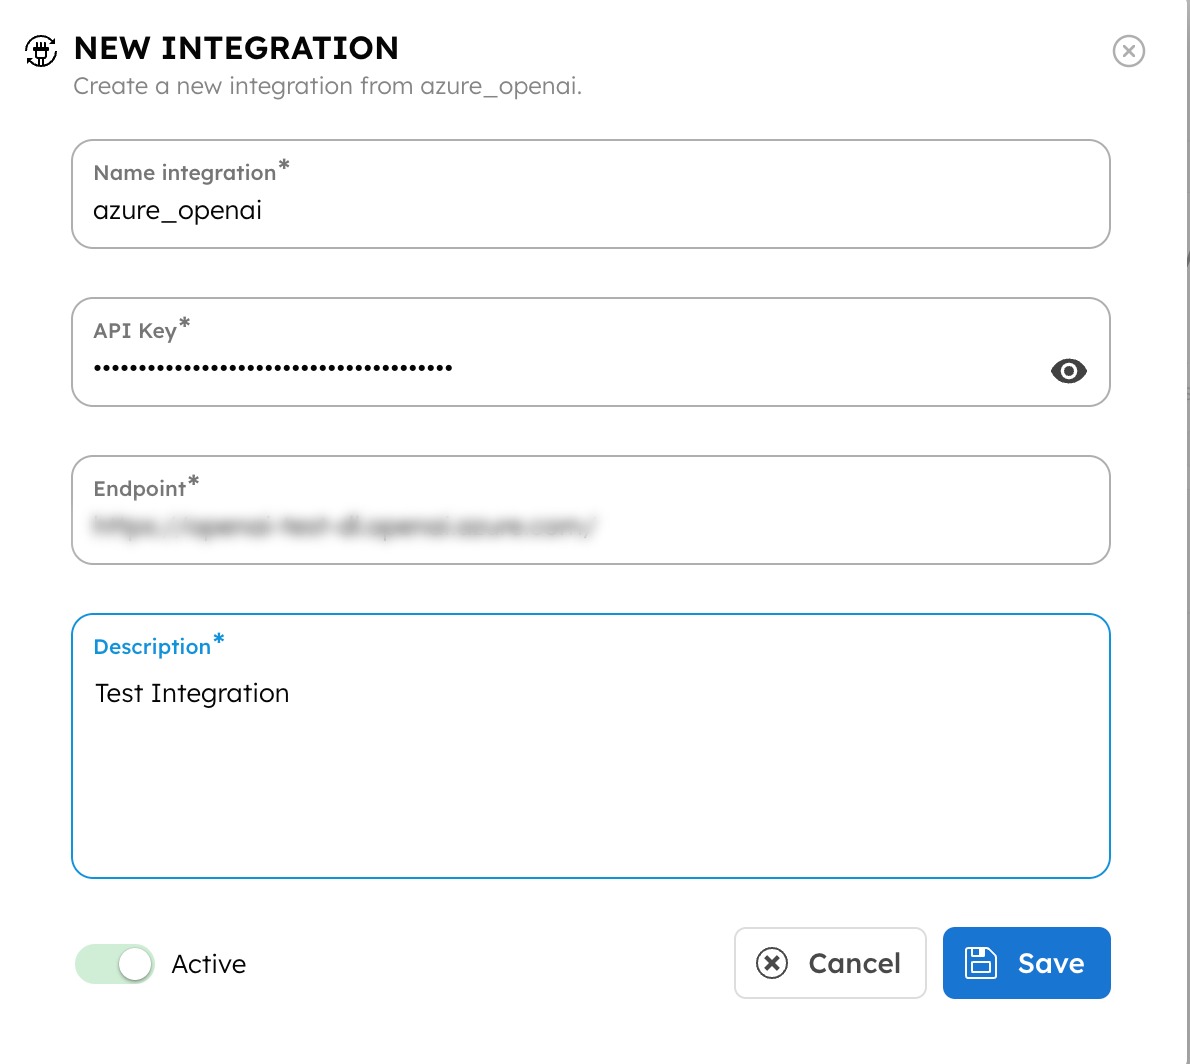 NEW INTEGRATION
Create a new integration from azure_openai.
Name integration*
azure_openai
API Key*
••••••••••••••••••••••••••••••••••••••••
Endpoint*
Description*
Test Integration
Active
Cancel
Save